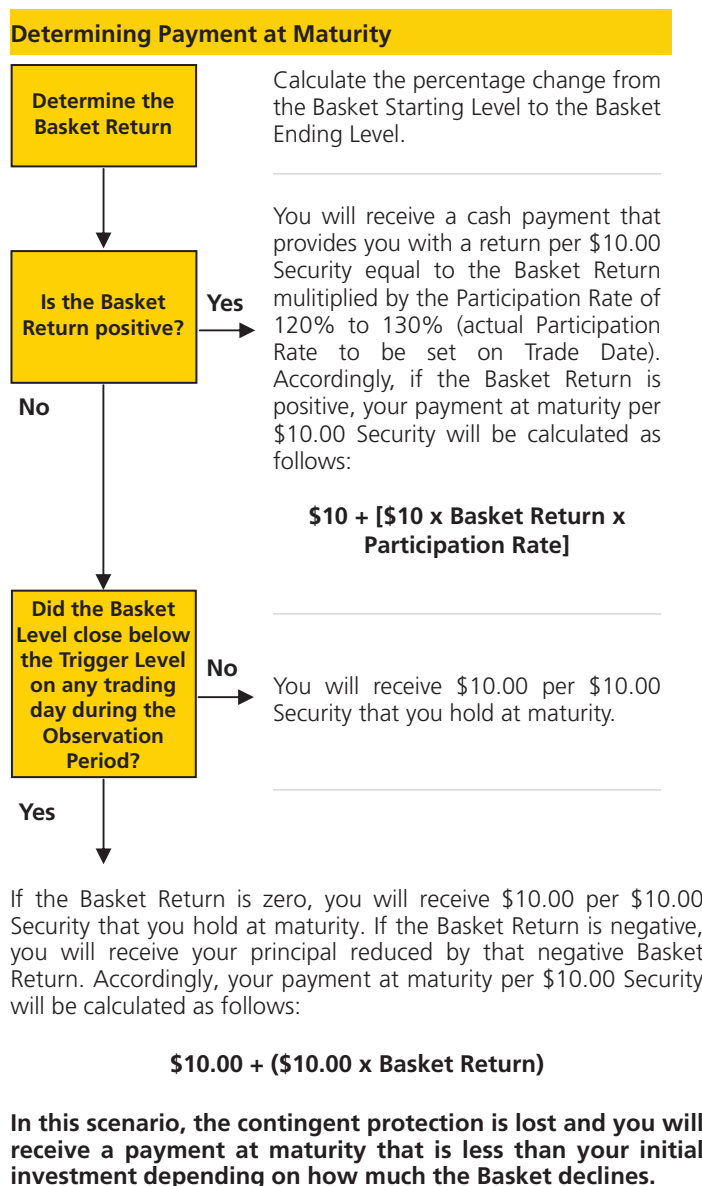 Determining Payment at Maturity
Determine the
Basket Return
Calculate the percentage change from
the Basket Starting Level to the Basket
Ending Level.
Is the Basket
Return positive?
Yes
You will receive a cash payment that
provides you with a return per $10.00
Security equal to the Basket Return
mulitiplied by the Participation Rate of
120% to 130% (actual Participation
Rate to be set on Trade Date).
Accordingly, if the Basket Return is
positive, your payment at maturity per
$10.00 Security will be calculated as
follows:
$10 + [$10 x Basket Return x
Participation Rate]
No
Did the Basket
Level close below
the Trigger Level
on any trading
day during the
Observation
Period?
No
You will receive $10.00 per $10.00
Security that you hold at maturity.
Yes
If the Basket Return is zero, you will receive $10.00 per $10.00
Security that you hold at maturity. If the Basket Return is negative,
you will receive your principal reduced by that negative Basket
Return. Accordingly, your payment at maturity per $10.00 Security
will be calculated as follows:
$10.00 + ($10.00 x Basket Return)
In this scenario, the contingent protection is lost and you will
receive a payment at maturity that is less than your initial
investment depending on how much the Basket declines.